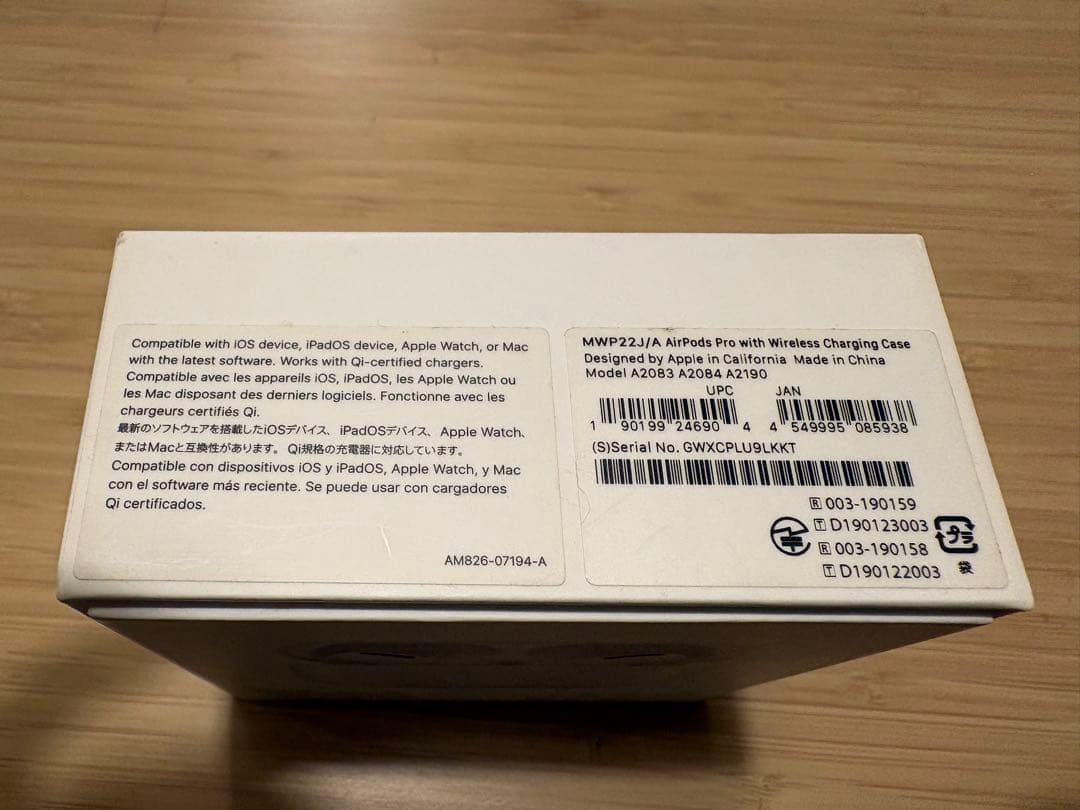 Compatible with iOS device, iPadOS device, Apple Watch, or Mac
with the latest software. Works with Qi-certified chargers.
Compatible avec les appareils iOS, iPadOS, les Apple Watch ou
les Mac disposant des derniers logiciels. Fonctionne avec les
chargeurs certifiés Qi.
最新のソフトウェアを搭載したiOSデバイス、iPadOSデバイス、Apple Watch、
またはMacと互換性があります。 Qi規格の充電器に対応しています。
Compatible con dispositivos iOS y iPadOS, Apple Watch, y Mac
con el software más reciente. Se puede usar con cargadores
Qi certificados.
AM826-07194-A
MWP22J/A AirPods Pro with Wireless Charging Case
Designed by Apple in California Made in China
Model A2083 A2084 A2190
UPC JAN
1 90199 24690 4 4 549995 085938
(S)Serial No. GWXCPLU9LKKT
R 003-190159
T D190123003
R 003-190158
T D190122003
プラ
袋